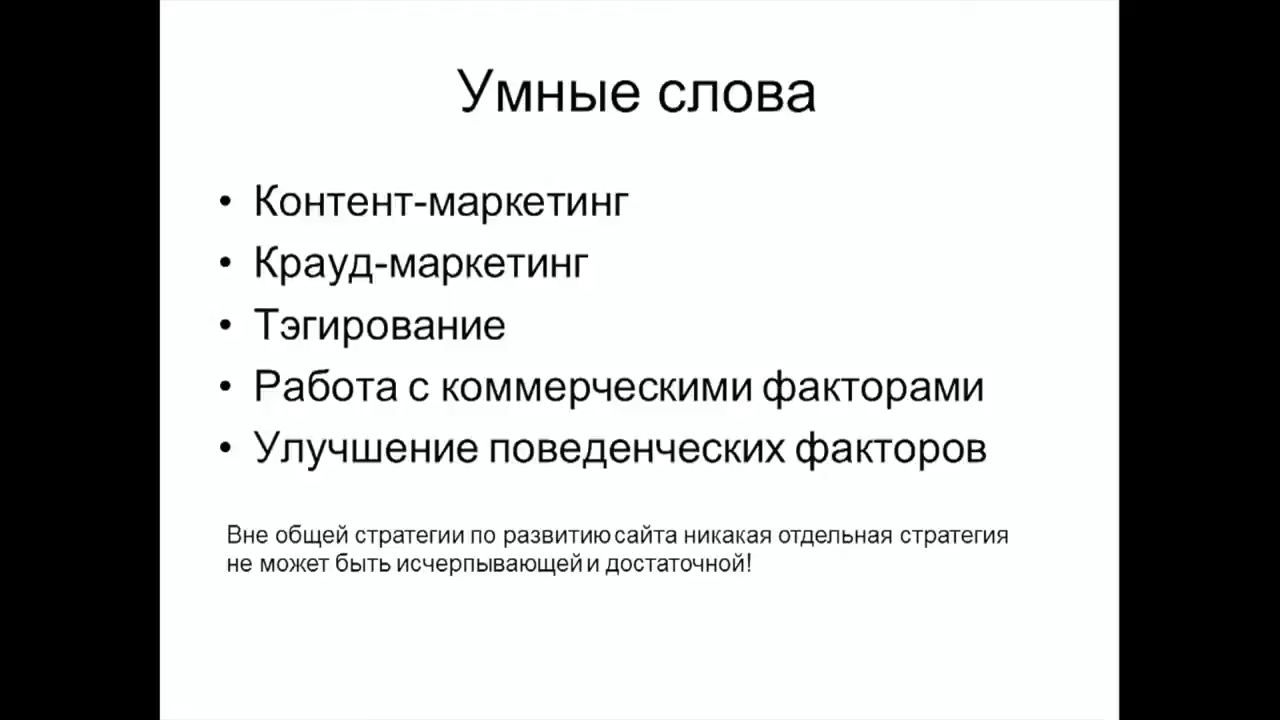 Умные слова
• Контент-маркетинг
• Крауд-маркетинг
• Тэгирование
• Работа с коммерческими факторами
• Улучшение поведенческих факторов
Вне общей стратегии по развитию сайта никакая отдельная стратегия
не может быть исчерпывающей и достаточной!